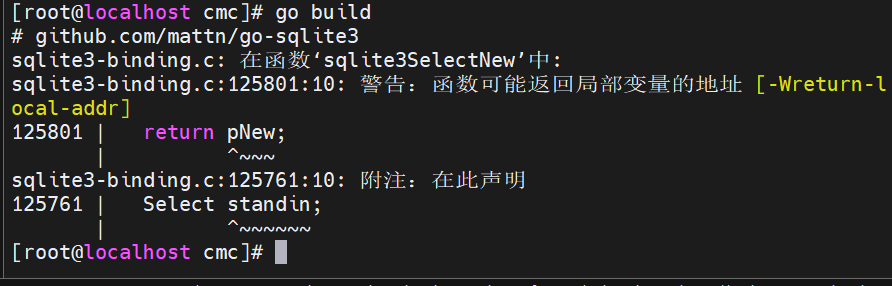 [root@localhost cmc]# go build
# github.com/mattn/go-sqlite3
sqlite3-binding.c: 在函数‘sqlite3SelectNew’中:
sqlite3-binding.c:125801:10: 警告：函数可能返回局部变量的地址 [-Wreturn-l
ocal-addr]
125801 |   return pNew;
       |          ^~~~
sqlite3-binding.c:125761:10: 附注：在此声明
125761 |   Select standin;
       |          ^~~~~~~
[root@localhost cmc]#